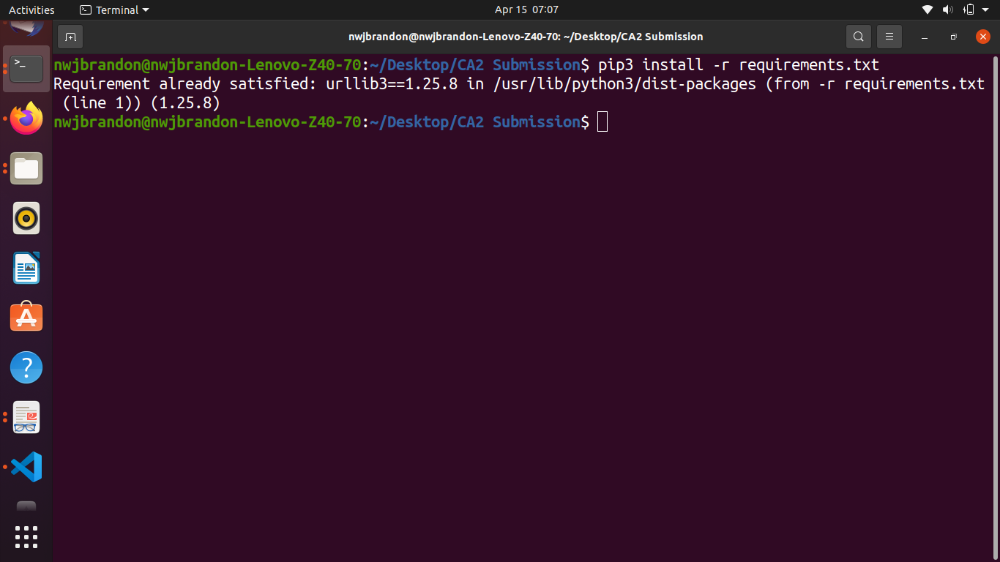 Activities
Terminal
Apr 15 07:07
nwjbrandon@nwjbrandon-Lenovo-Z40-70: ~/Desktop/CA2 Submission
nwjbrandon@nwjbrandon-Lenovo-Z40-70:~/Desktop/CA2 Submission$ pip3 install -r requirements.txt
Requirement already satisfied: urllib3==1.25.8 in /usr/lib/python3/dist-packages (from -r requirements.txt
(line 1)) (1.25.8)
nwjbrandon@nwjbrandon-Lenovo-Z40-70:~/Desktop/CA2 Submission$